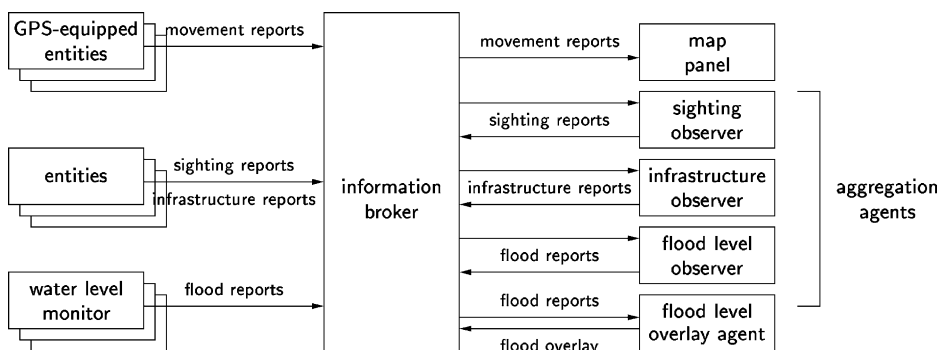 GPS-equipped
entities
movement reports
entities
sighting reports
infrastructure reports
water level
monitor
flood reports
information
broker
movement reports
map
panel
sighting reports
sighting
observer
infrastructure reports
infrastructure
observer
flood reports
flood level
observer
flood reports
flood level
overlay agent
flood overlay
aggregation
agents